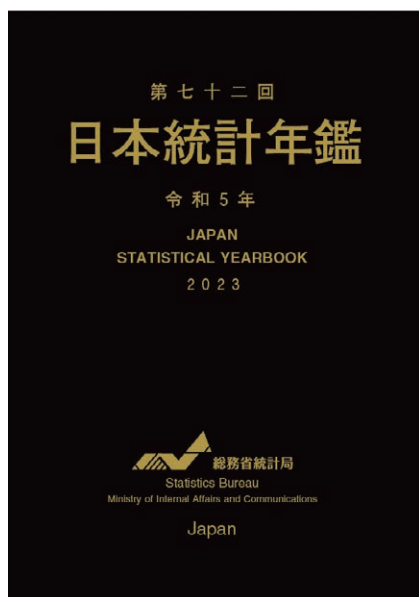 第七十二回
日本統計年鑑
令和5年
JAPAN
STATISTICAL YEARBOOK
2023
総務省統計局
Statistics Bureau
Ministry of Internal Affairs and Communications
Japan